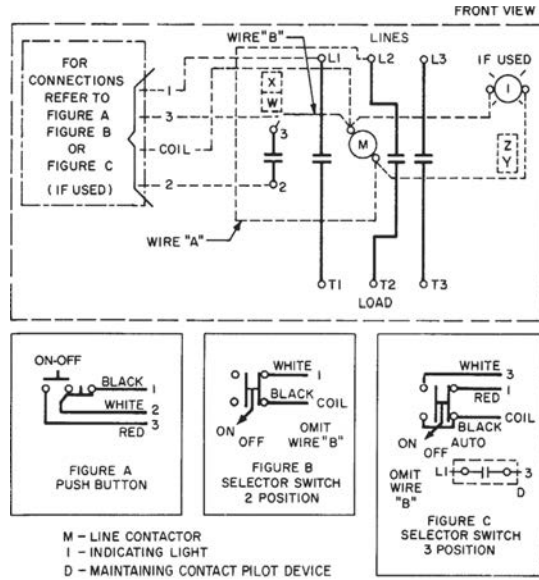 FRONT VIEW
WIRE "B"
LINES
FOR
CONNECTIONS
REFER TO
FIGURE A
FIGURE B
OR
FIGURE C
(IF USED)
1
3
COIL
2
L1
L2
L3
IF USED
I
X
W
3
2
M
Z
Y
WIRE "A"
T1
T2
T3
LOAD
ON-OFF
BLACK 1
WHITE 2
RED 3
FIGURE A
PUSH BUTTON
WHITE 1
BLACK COIL
ON
OFF
OMIT
WIRE "B"
FIGURE B
SELECTOR SWITCH
2 POSITION
WHITE 3
RED 1
BLACK COIL
ON
OFF
AUTO
OMIT
WIRE
"B"
L1 3
D
FIGURE C
SELECTOR SWITCH
3 POSITION
M – LINE CONTACTOR
I – INDICATING LIGHT
D – MAINTAINING CONTACT PILOT DEVICE